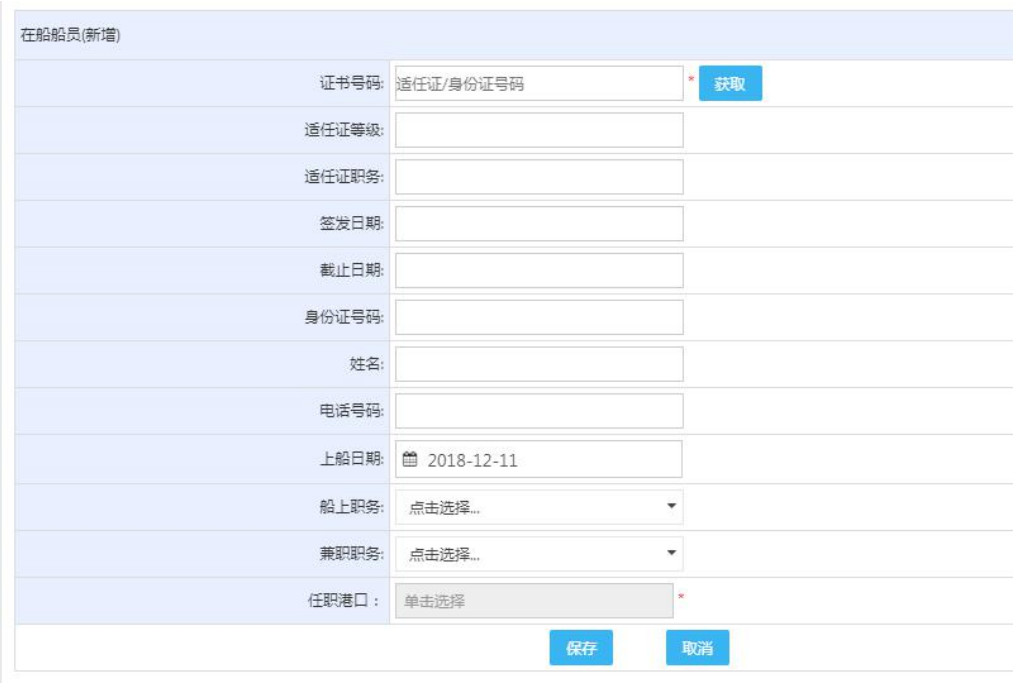 在船船员(新增)
证书号码: 适任证/身份证号码 * 获取
适任证等级:
适任证职务:
签发日期:
截止日期:
身份证号码:
姓名:
电话号码:
上船日期: 2018-12-11
船上职务: 点击选择...
兼职职务: 点击选择...
任职港口： 单击选择 *
保存 取消